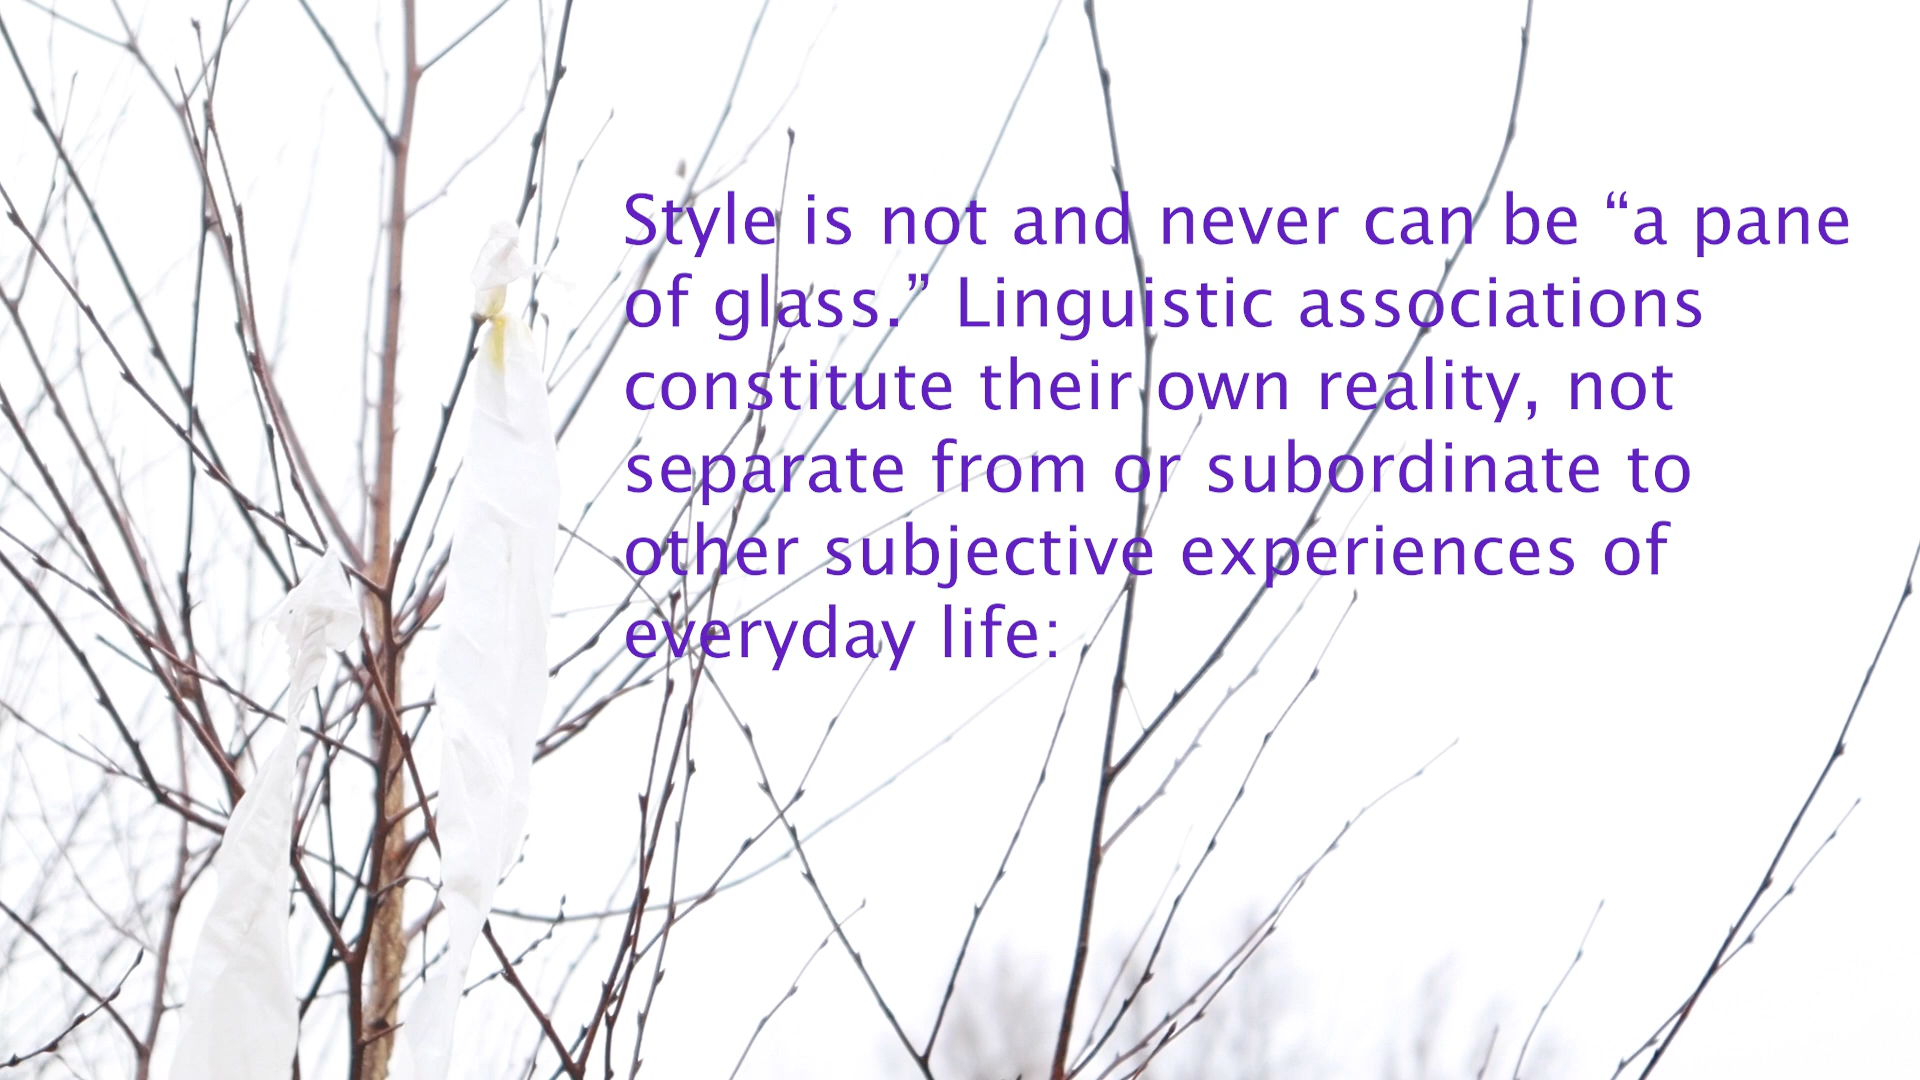 Style is not and never can be “a pane
of glass.” Linguistic associations
constitute their own reality, not
separate from or subordinate to
other subjective experiences of
everyday life: